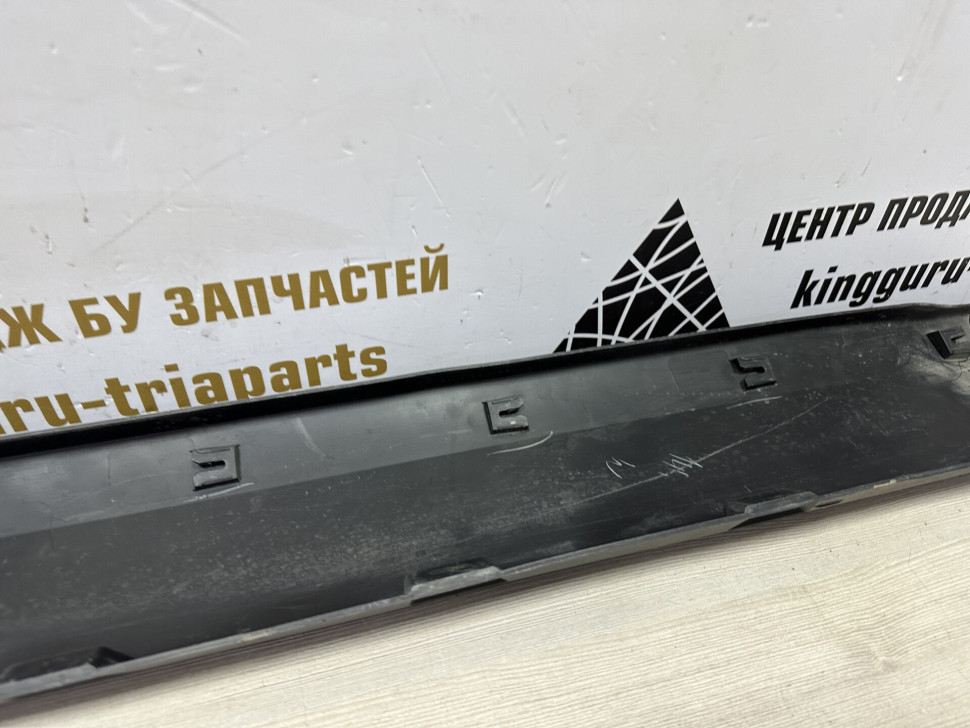 Ж БУ ЗАПЧАСТЕЙ
ru-triaparts
ЦЕНТР ПРОДА
kingguru-